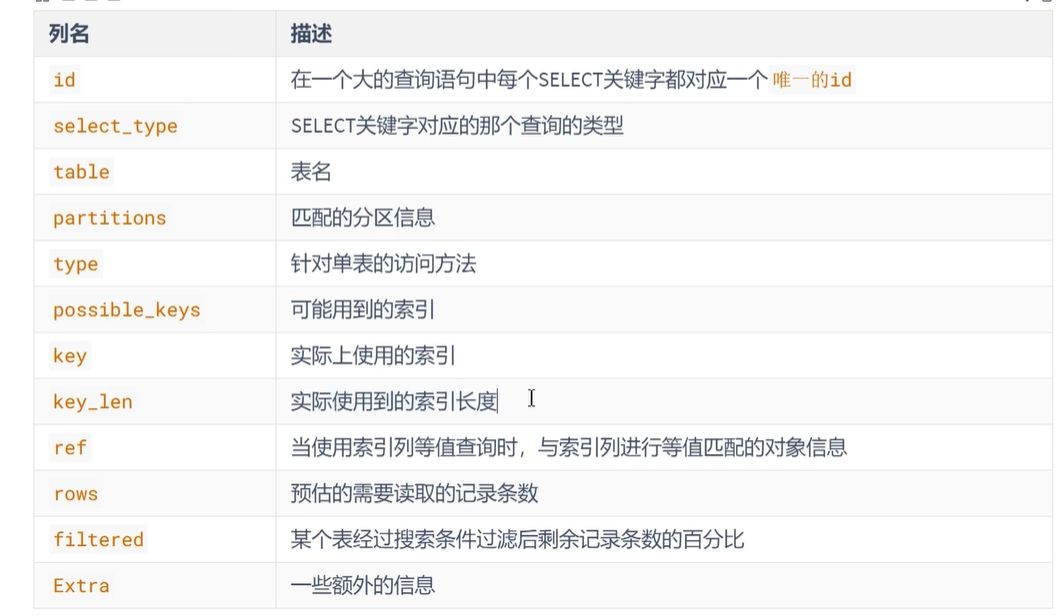 列名 描述
id 在一个大的查询语句中每个SELECT关键字都对应一个 唯一的id
select_type SELECT关键字对应的那个查询的类型
table 表名
partitions 匹配的分区信息
type 针对单表的访问方法
possible_keys 可能用到的索引
key 实际上使用的索引
key_len 实际使用到的索引长度
ref 当使用索引列等值查询时，与索引列进行等值匹配的对象信息
rows 预估的需要读取的记录条数
filtered 某个表经过搜索条件过滤后剩余记录条数的百分比
Extra 一些额外的信息